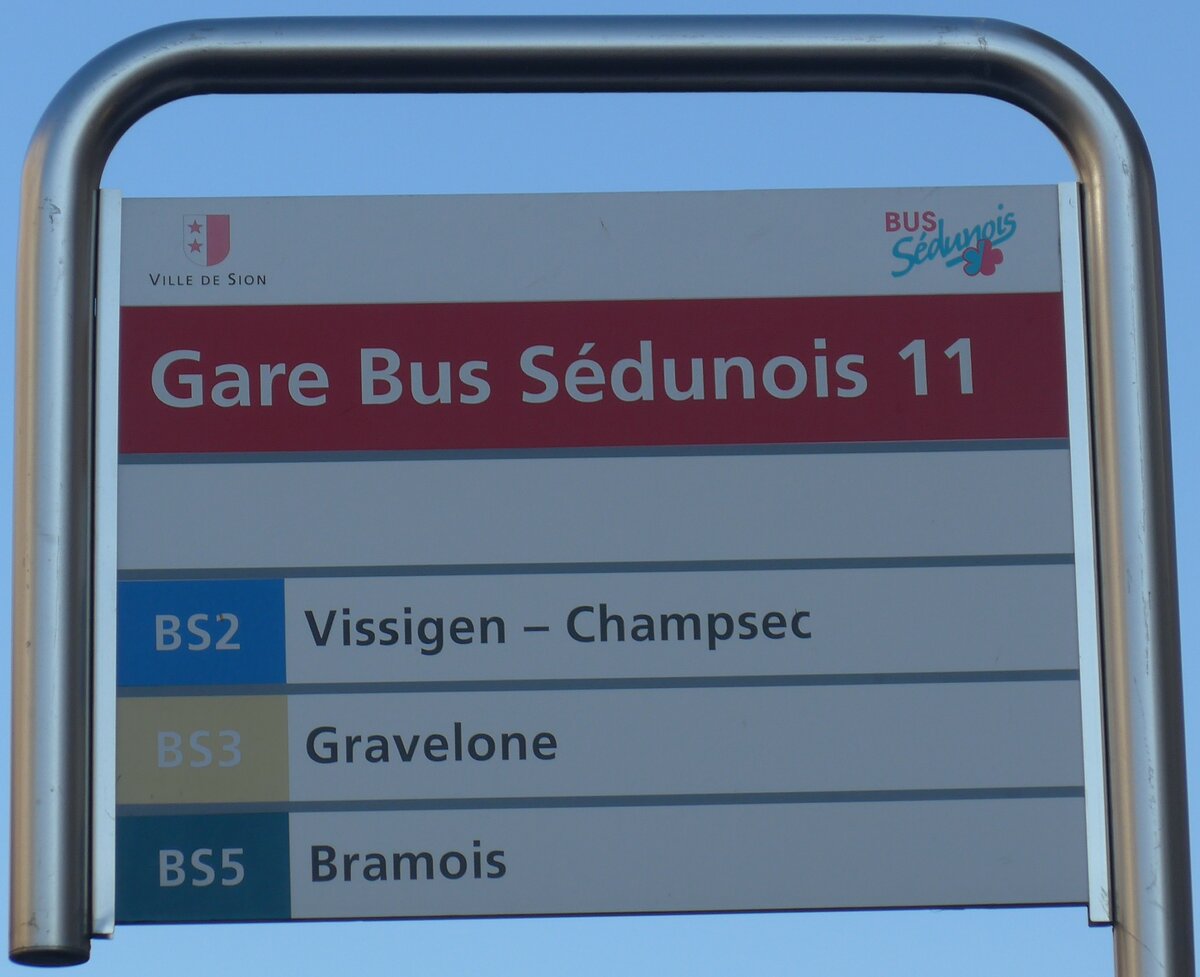 VILLE DE SION
BUS
Sédunois
Gare Bus Sédunois 11
BS2 Vissigen – Champsec
BS3 Gravelone
BS5 Bramois